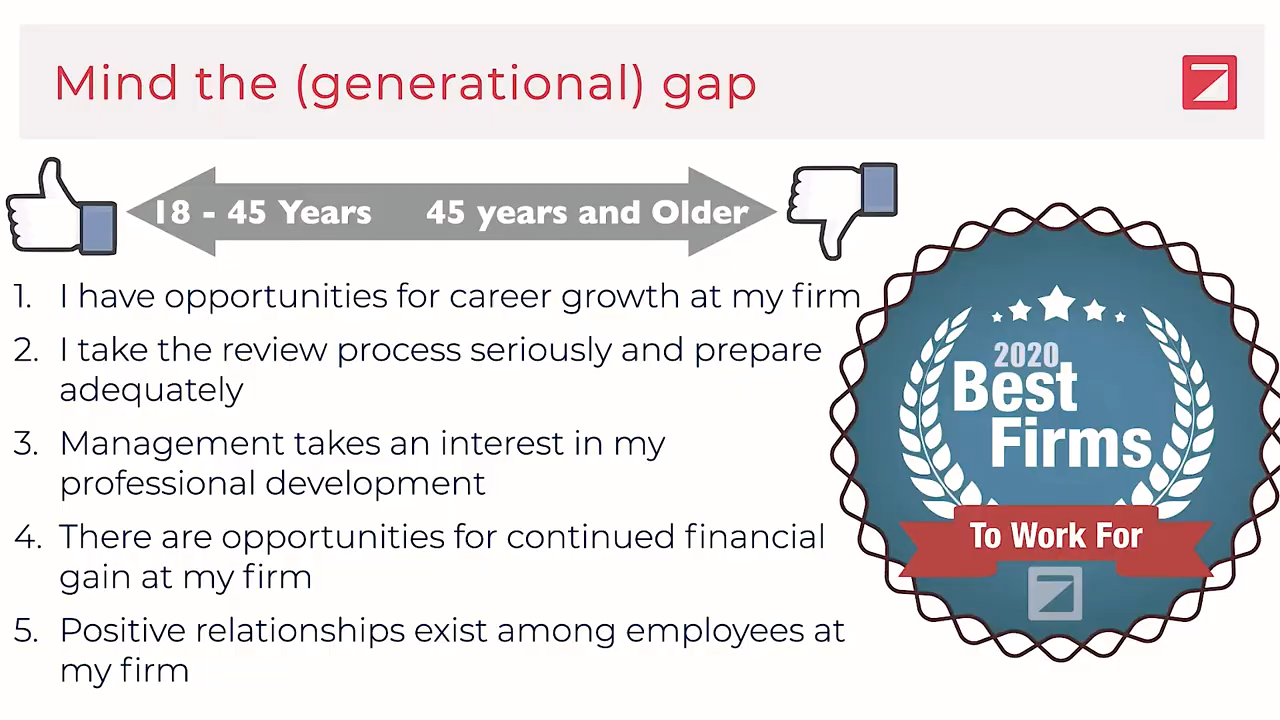 Mind the (generational) gap
18 - 45 Years 45 years and Older
1. I have opportunities for career growth at my firm
2. I take the review process seriously and prepare
adequately
3. Management takes an interest in my
professional development
4. There are opportunities for continued financial
gain at my firm
5. Positive relationships exist among employees at
my firm
2020
Best
Firms
To Work For